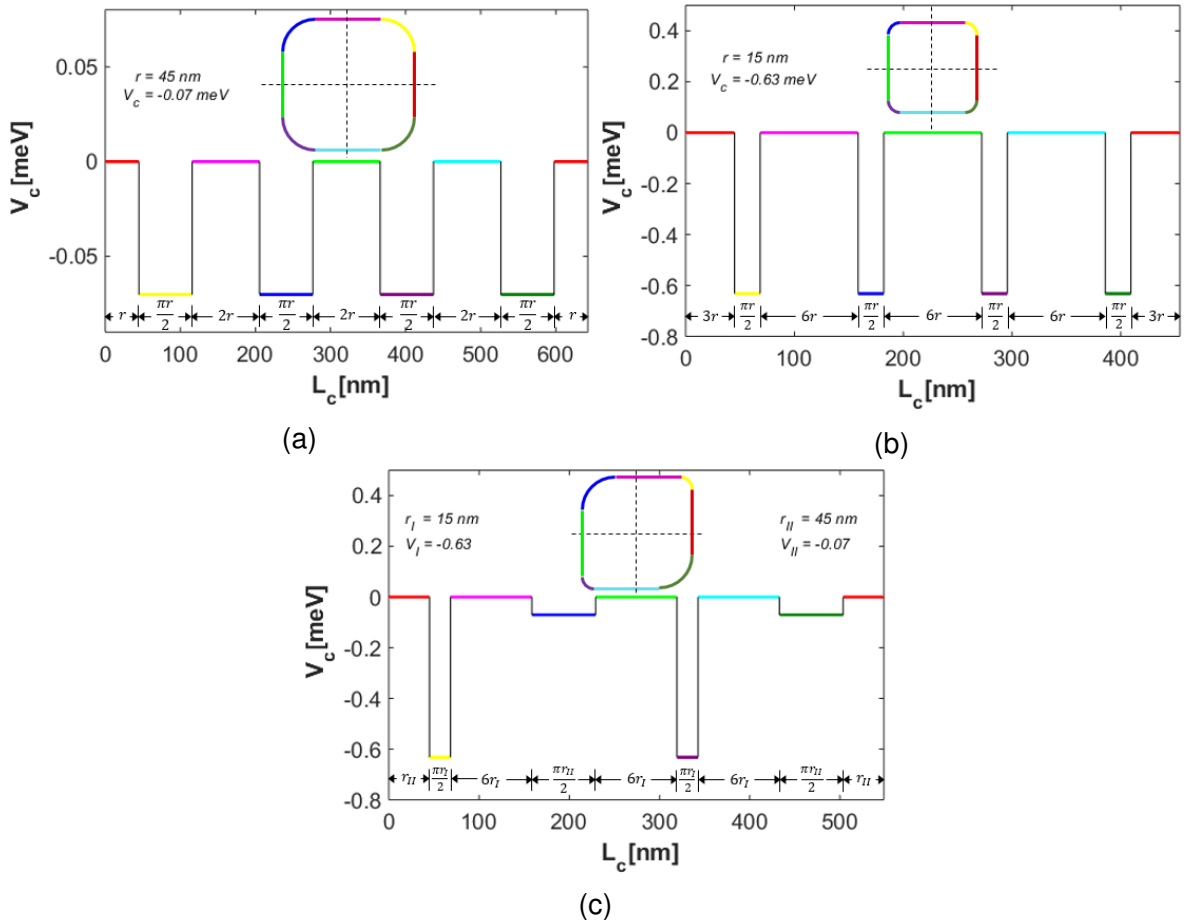 0.05
0
-0.05
V_c[meV]
r = 45 nm
V_c = -0.07 meV
r
πr/2
2r
πr/2
2r
πr/2
2r
πr/2
r
0 100 200 300 400 500 600
L_c[nm]
(a)
0.4
0.2
0
-0.2
-0.4
-0.6
-0.8
V_c[meV]
r = 15 nm
V_c = -0.63 meV
3r
πr/2
6r
πr/2
6r
πr/2
6r
πr/2
3r
0 100 200 300 400
L_c[nm]
(b)
0.4
0.2
0
-0.2
-0.4
-0.6
-0.8
V_c[meV]
r_I = 15 nm
V_I = -0.63
r_II = 45 nm
V_II = -0.07
r_II
πr_I/2
6r_I
πr_II/2
6r_I
πr_I/2
6r_I
πr_II/2
r_II
0 100 200 300 400 500
L_c[nm]
(c)